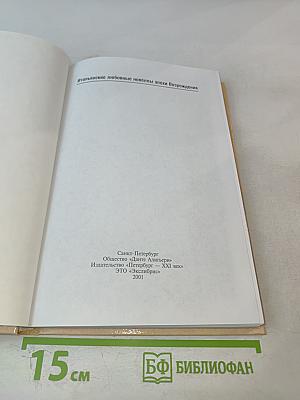 Итальянские любовные новеллы эпохи Возрождения
Санкт-Петербург
Общество «Данте Алигьери»
Издательство «Петербург — XXI век»
ЭТО «Экслибрис»
2001
15 см
БФ БИБЛИОФАН